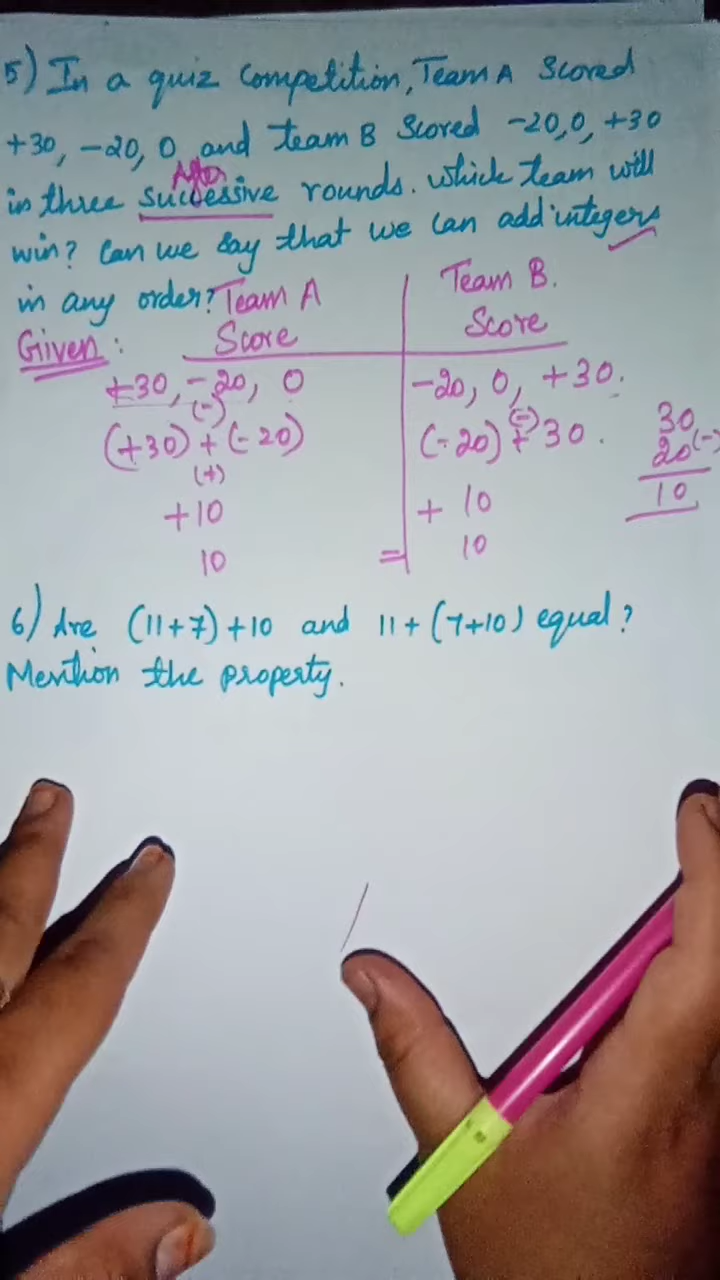 5) In a quiz competition, Team A Scored
+30, -20, 0 and team B Scored -20, 0, +30
After
in three successive rounds. which team will
win? Can we say that we can add integers
in any order?
Given:
Team A
Score
+30, -20, 0
(-)
(+30) + (-20)
(+)
+10
10
=
Team B.
Score
-20, 0, +30.
(-)
(-20) + 30.
+ 10
10
30
20(-)
10
6) Are (11+7)+10 and 11+(7+10) equal?
Mention the property.